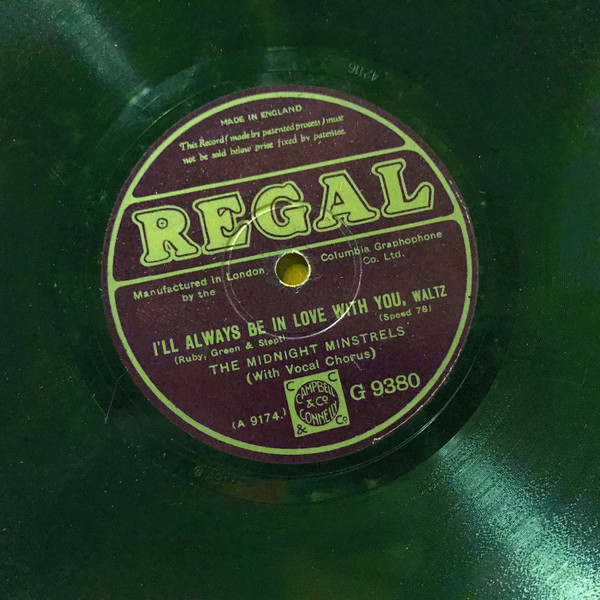 MADE IN ENGLAND
This Record (made by patented process) must
not be sold below price fixed by patentee.
REGAL
Manufactured in London by the Columbia Graphophone Co. Ltd.
I'LL ALWAYS BE IN LOVE WITH YOU, WALTZ
(Ruby, Green & Stept) (Speed 78)
THE MIDNIGHT MINSTRELS
(With Vocal Chorus)
(A 9174.)
C C
CAMPBELL
& Co
CONNELLY
& Co
G 9380